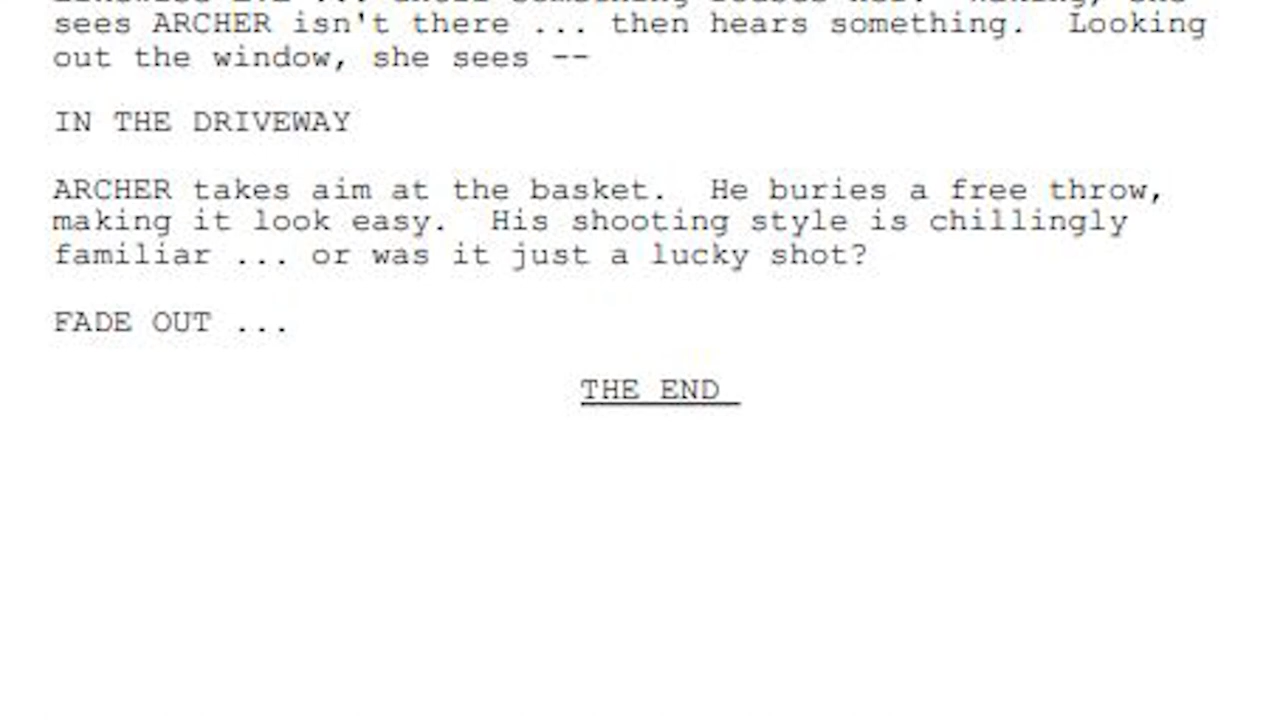 sees ARCHER isn't there ... then hears something.  Looking
out the window, she sees --
IN THE DRIVEWAY
ARCHER takes aim at the basket.  He buries a free throw,
making it look easy.  His shooting style is chillingly
familiar ... or was it just a lucky shot?
FADE OUT ...
THE END